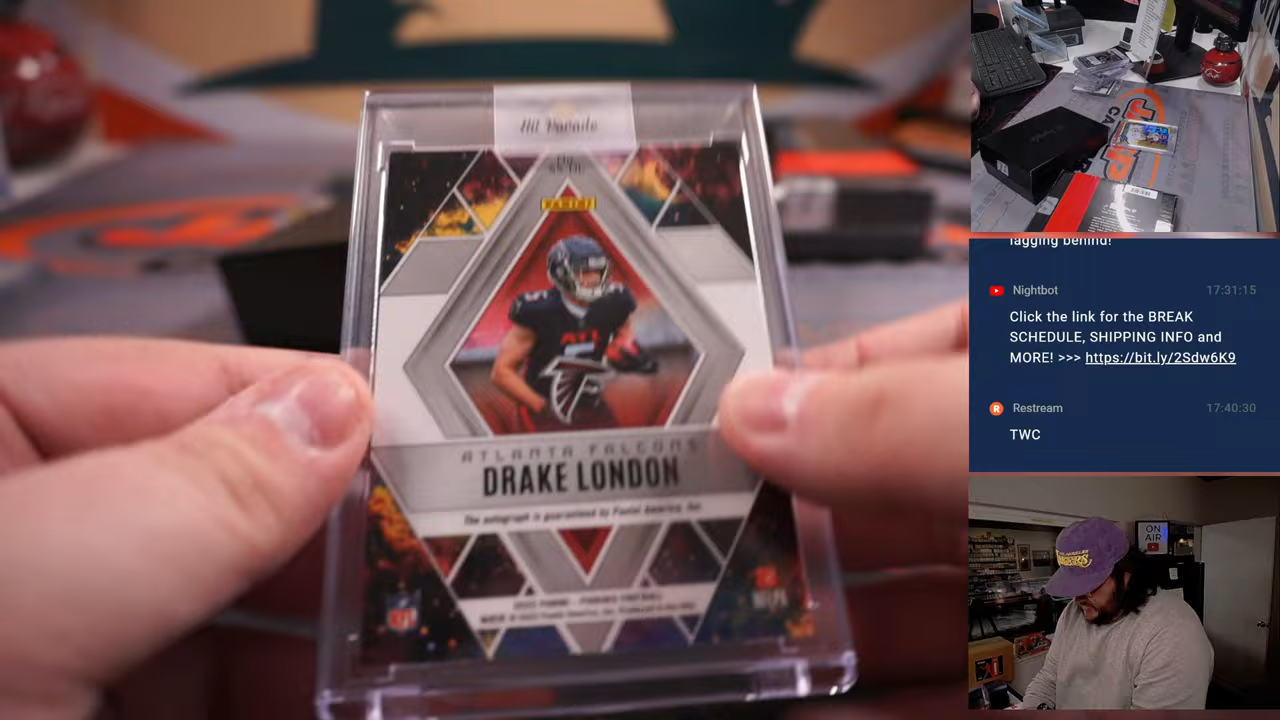 Hit Parade
PANINI
ATL
ATLANTA FALCONS
DRAKE LONDON
The autograph is guaranteed by Panini America, Inc.
NFL
lagging behind!
Nightbot
17:31:15
Click the link for the BREAK
SCHEDULE, SHIPPING INFO and
MORE! >>> https://bit.ly/2Sdw6K9
Restream
17:40:30
TWC
ON
AIR